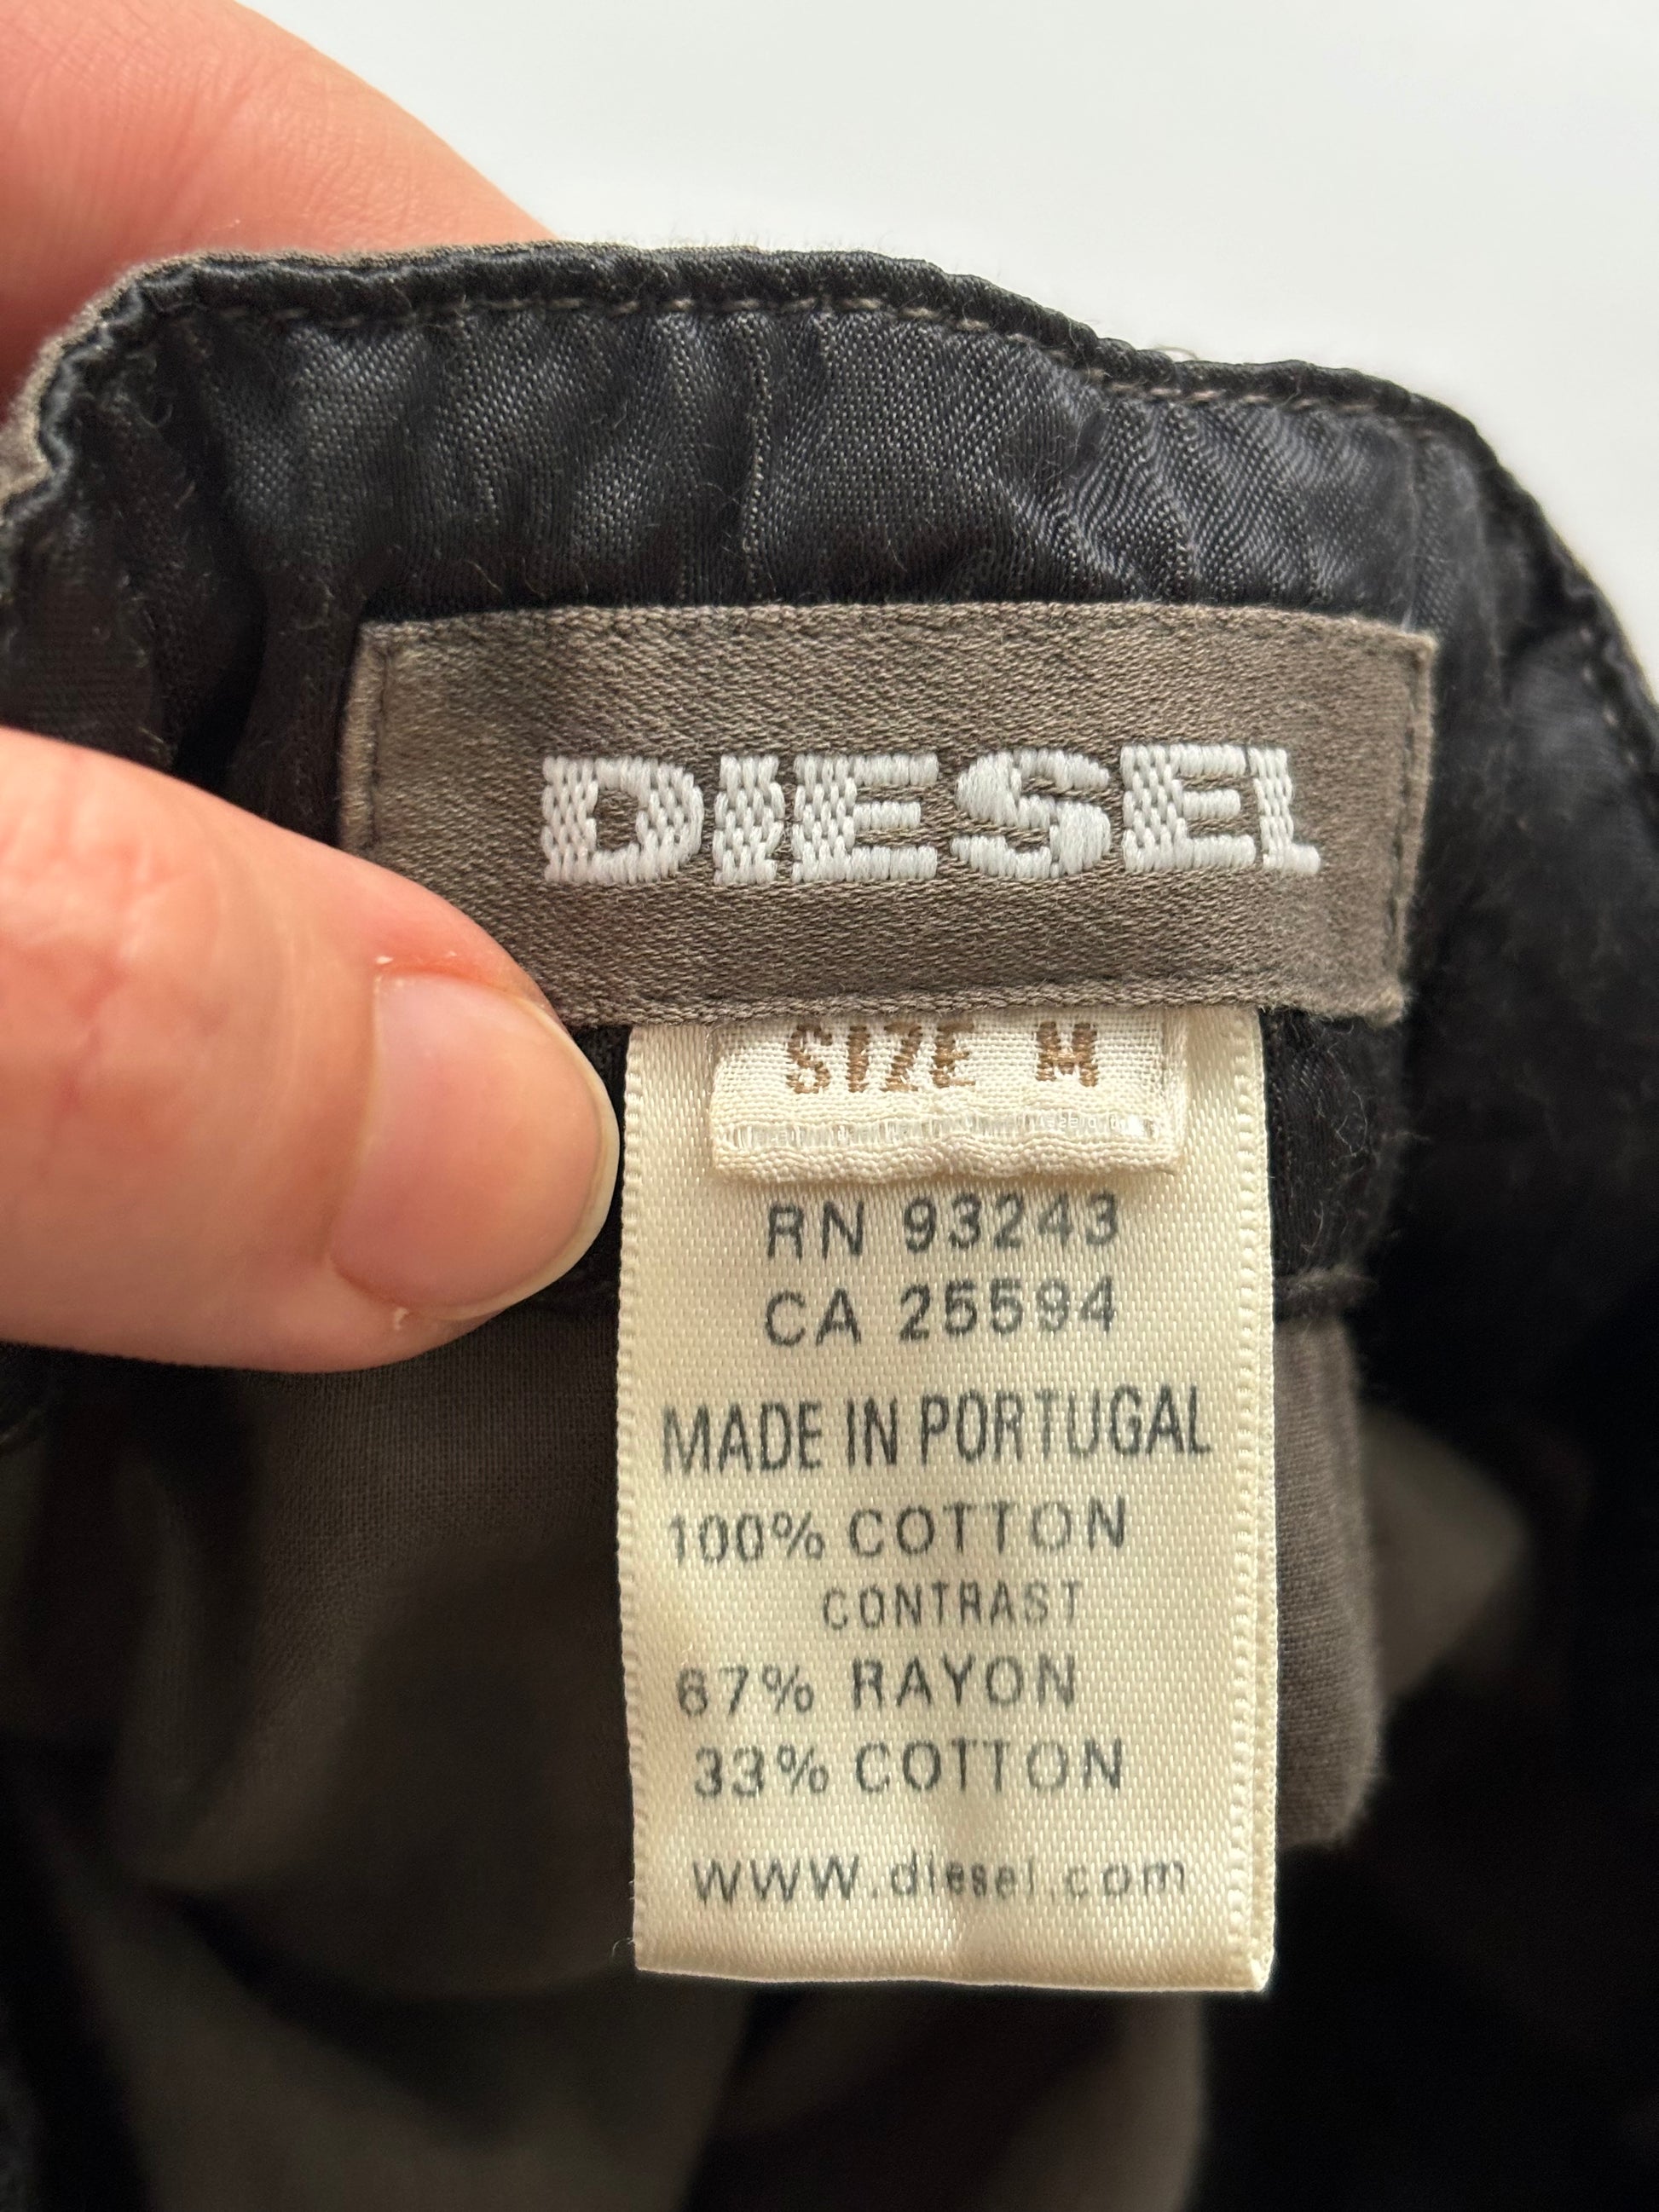 DIESEL
SIZE M
RN 93243
CA 25594
MADE IN PORTUGAL
100% COTTON
CONTRAST
67% RAYON
33% COTTON
WWW.diesel.com